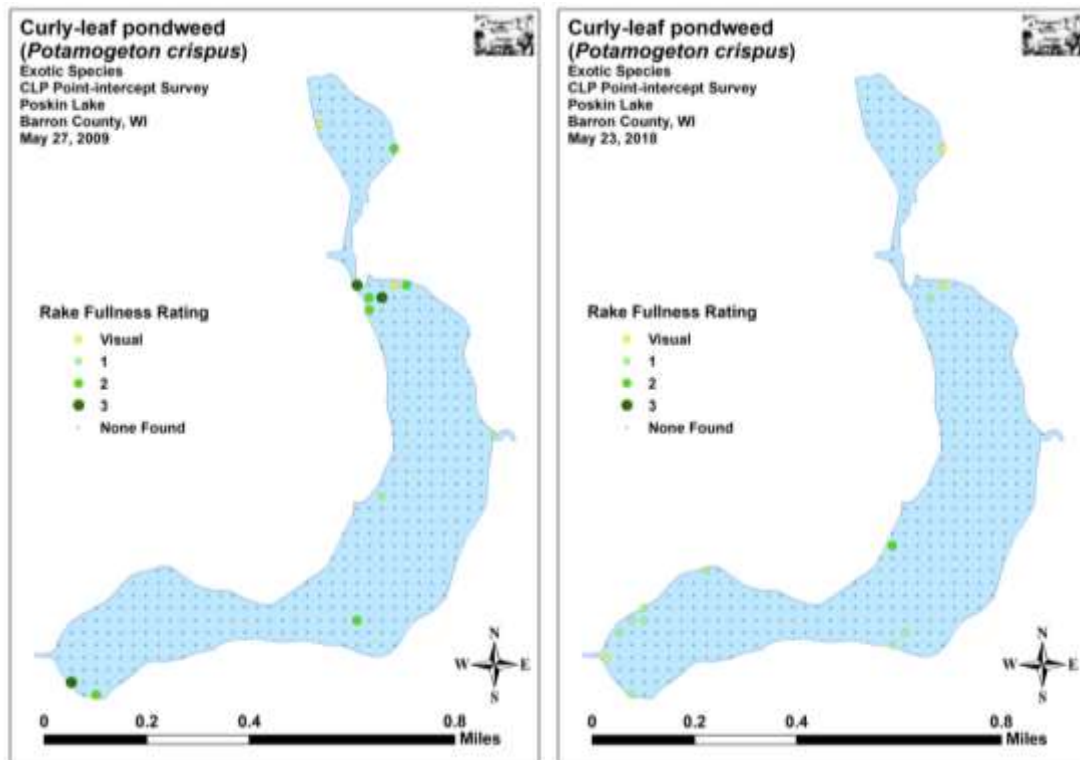 Curly-leaf pondweed
(Potamogeton crispus)
Exotic Species
CLP Point-intercept Survey
Poskin Lake
Barron County, WI
May 27, 2009
Rake Fullness Rating
Visual
1
2
3
None Found
N
W E
S
0 0.2 0.4 0.8
Miles
Curly-leaf pondweed
(Potamogeton crispus)
Exotic Species
CLP Point-intercept Survey
Poskin Lake
Barron County, WI
May 23, 2018
Rake Fullness Rating
Visual
1
2
3
None Found
N
W E
S
0 0.2 0.4 0.8
Miles